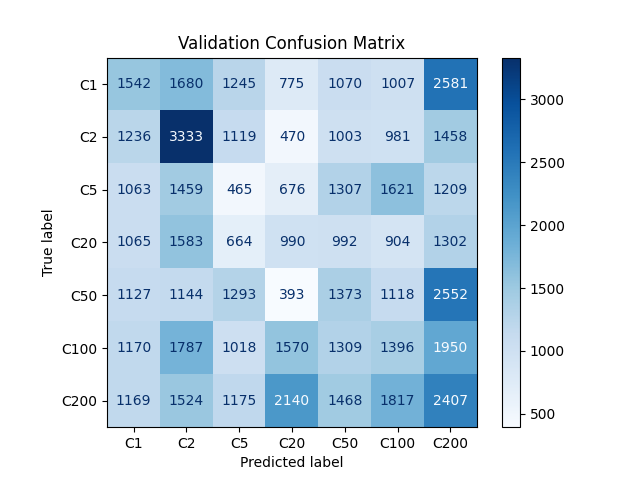 Validation Confusion Matrix
True label
C1 1542 1680 1245 775 1070 1007 2581
C2 1236 3333 1119 470 1003 981 1458
C5 1063 1459 465 676 1307 1621 1209
C20 1065 1583 664 990 992 904 1302
C50 1127 1144 1293 393 1373 1118 2552
C100 1170 1787 1018 1570 1309 1396 1950
C200 1169 1524 1175 2140 1468 1817 2407
C1 C2 C5 C20 C50 C100 C200
Predicted label
3000
2500
2000
1500
1000
500